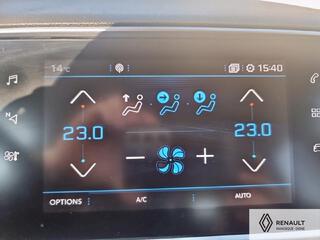 14°C 15:40
23.0 23.0
OPTIONS A/C AUTO
RENAULT